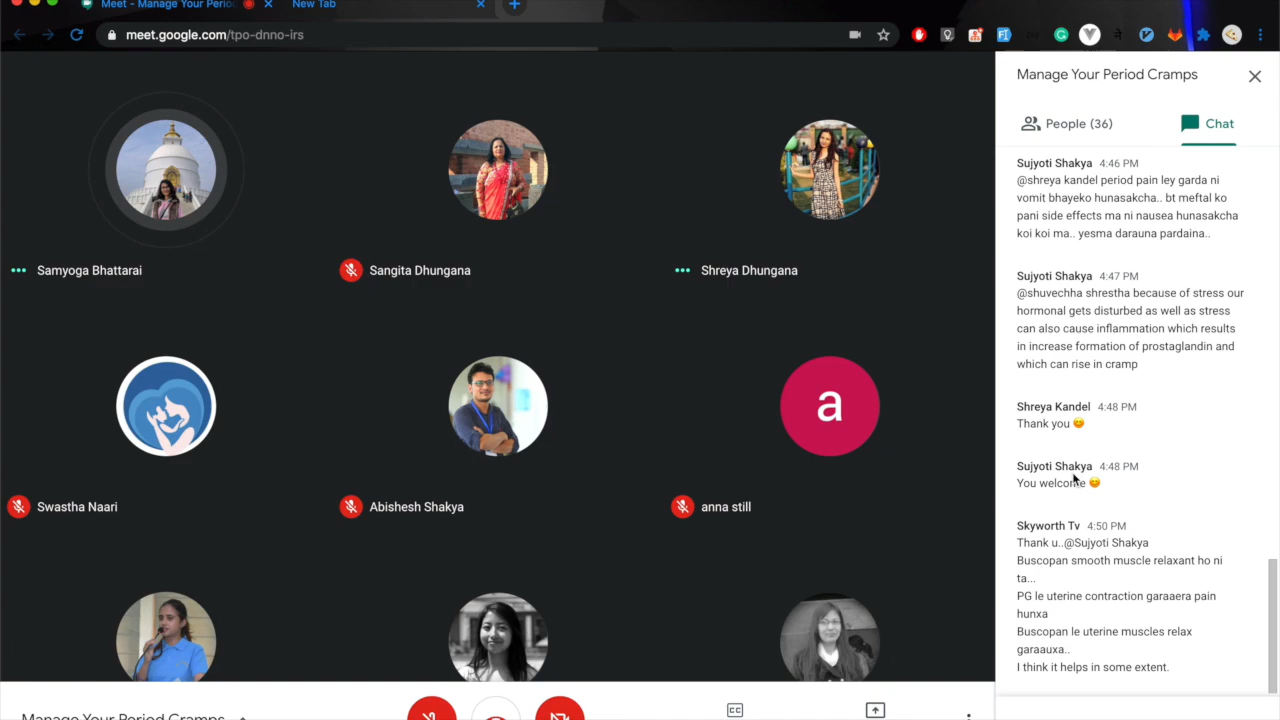 Meet - Manage Your Perio
New Tab
meet.google.com/tpo-dnno-irs
Manage Your Period Cramps
People (36)
Chat
Samyoga Bhattarai
Sangita Dhungana
Shreya Dhungana
Swastha Naari
Abishesh Shakya
a
anna still
Sujyoti Shakya 4:46 PM
@shreya kandel period pain ley garda ni
vomit bhayeko hunasakcha.. bt meftal ko
pani side effects ma ni nausea hunasakcha
koi koi ma.. yesma darauna pardaina..
Sujyoti Shakya 4:47 PM
@shuvechha shrestha because of stress our
hormonal gets disturbed as well as stress
can also cause inflammation which results
in increase formation of prostaglandin and
which can rise in cramp
Shreya Kandel 4:48 PM
Thank you 😊
Sujyoti Shakya 4:48 PM
You welcome 😊
Skyworth Tv 4:50 PM
Thank u..@Sujyoti Shakya
Buscopan smooth muscle relaxant ho ni
ta...
PG le uterine contraction garaaera pain
hunxa
Buscopan le uterine muscles relax
garaauxa..
I think it helps in some extent.
Manage Your Period Cramps
CC